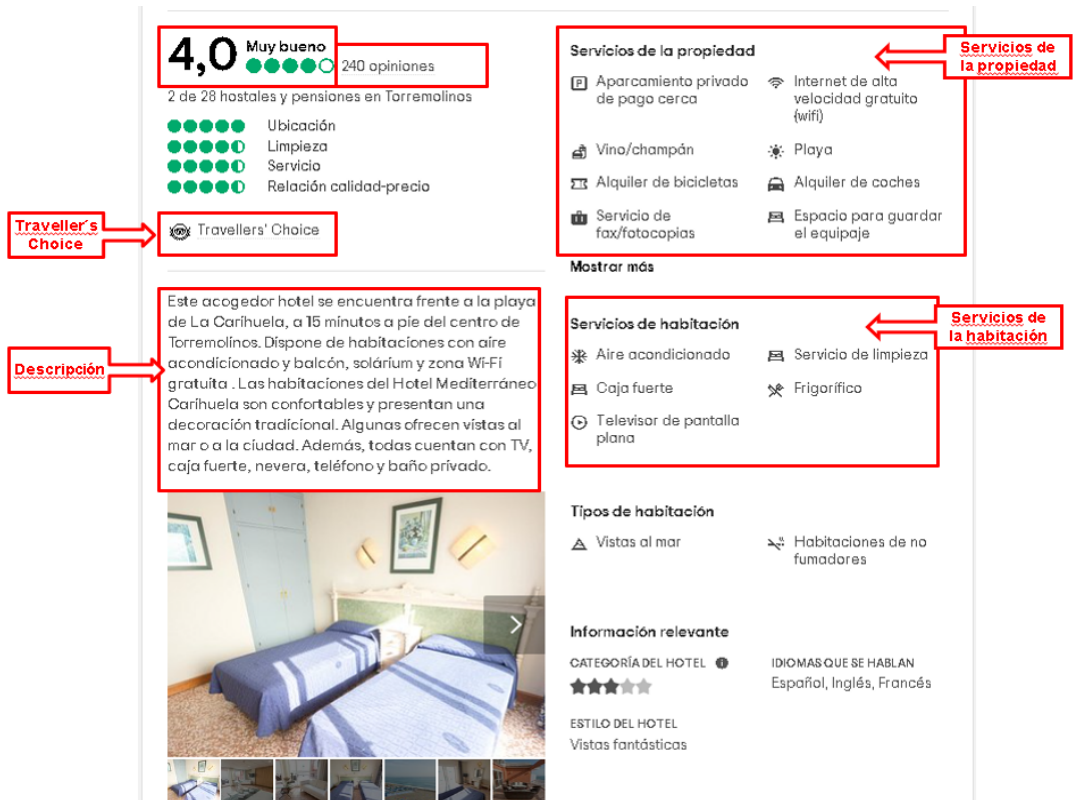 4,0
Muy bueno
240 opiniones
2 de 28 hostales y pensiones en Torremolinos
Ubicación
Limpieza
Servicio
Relación calidad-precio
Traveller´s
Choice
Travellers' Choice
Descripción
Este acogedor hotel se encuentra frente a la playa
de La Carihuela, a 15 minutos a pie del centro de
Torremolinos. Dispone de habitaciones con aire
acondicionado y balcón, solárium y zona Wi-Fi
gratuita . Las habitaciones del Hotel Mediterráneo
Carihuela son confortables y presentan una
decoración tradicional. Algunas ofrecen vistas al
mar o a la ciudad. Además, todas cuentan con TV,
caja fuerte, nevera, teléfono y baño privado.
Servicios de la propiedad
Servicios de
la propiedad
P
Aparcamiento privado
de pago cerca
Internet de alta
velocidad gratuito
(wifi)
Vino/champán
Playa
Alquiler de bicicletas
Alquiler de coches
Servicio de
fax/fotocopias
Espacio para guardar
el equipaje
Mostrar más
Servicios de habitación
Servicios de
la habitación
Aire acondicionado
Servicio de limpieza
Caja fuerte
Frigorífico
Televisor de pantalla
plana
Tipos de habitación
Vistas al mar
Habitaciones de no
fumadores
Información relevante
CATEGORÍA DEL HOTEL
IDIOMAS QUE SE HABLAN
Español, Inglés, Francés
ESTILO DEL HOTEL
Vistas fantásticas